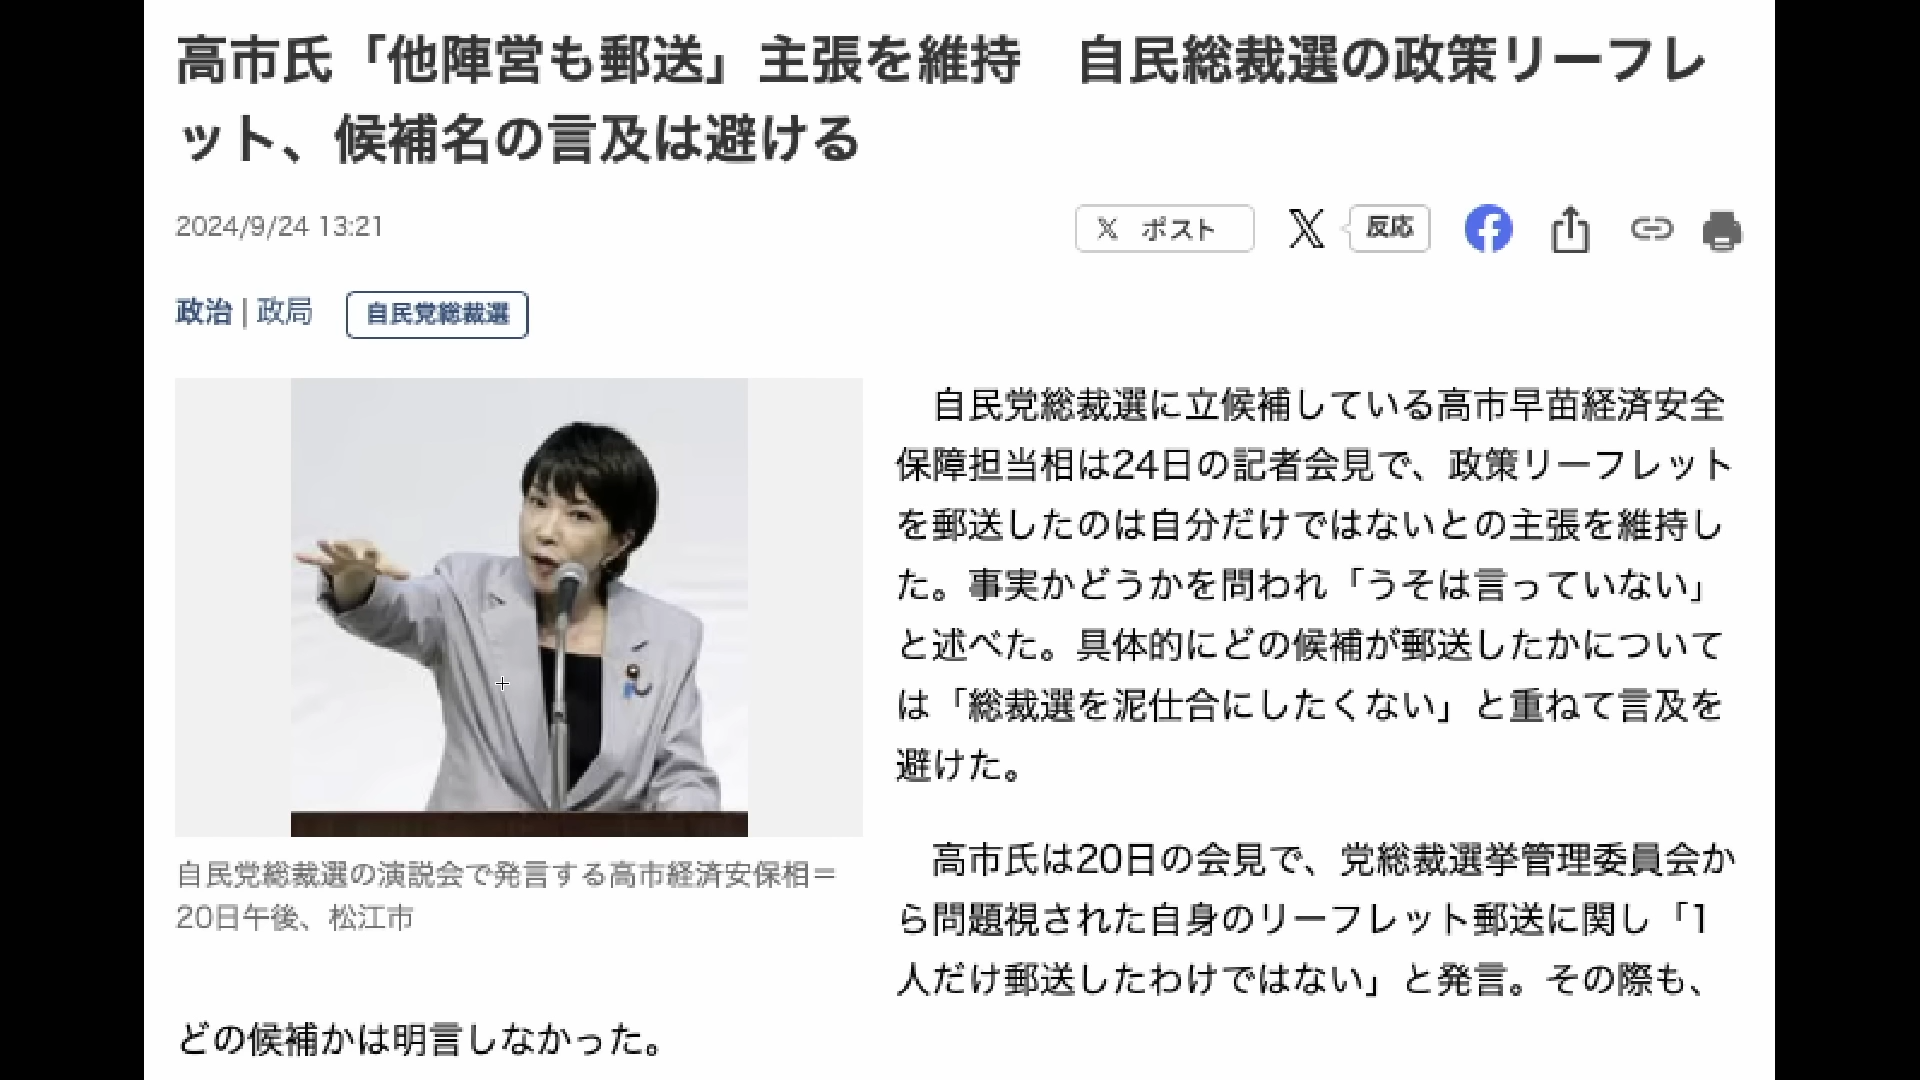 高市氏「他陣営も郵送」主張を維持　自民総裁選の政策リーフレ
ット、候補名の言及は避ける
2024/9/24 13:21
X ポスト
X 反応
政治 | 政局 自民党総裁選
自民党総裁選に立候補している高市早苗経済安全
保障担当相は24日の記者会見で、政策リーフレット
を郵送したのは自分だけではないとの主張を維持し
た。事実かどうかを問われ「うそは言っていない」
と述べた。具体的にどの候補が郵送したかについて
は「総裁選を泥仕合にしたくない」と重ねて言及を
避けた。
自民党総裁選の演説会で発言する高市経済安保相＝
20日午後、松江市
高市氏は20日の会見で、党総裁選挙管理委員会か
ら問題視された自身のリーフレット郵送に関し「1
人だけ郵送したわけではない」と発言。その際も、
どの候補かは明言しなかった。